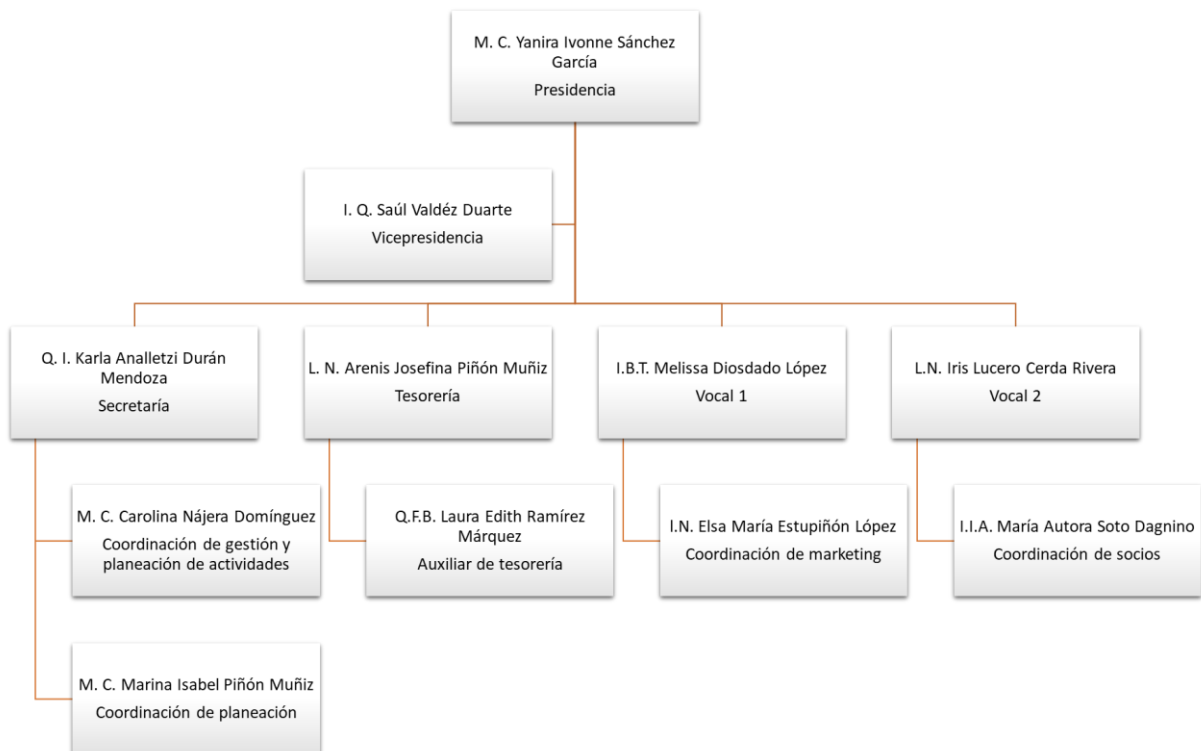 M. C. Yanira Ivonne Sánchez
García
Presidencia
I. Q. Saúl Valdéz Duarte
Vicepresidencia
Q. I. Karla Analletzi Durán
Mendoza
Secretaría
L. N. Arenis Josefina Piñón Muñiz
Tesorería
I.B.T. Melissa Diosdado López
Vocal 1
L.N. Iris Lucero Cerda Rivera
Vocal 2
M. C. Carolina Nájera Domínguez
Coordinación de gestión y
planeación de actividades
Q.F.B. Laura Edith Ramírez
Márquez
Auxiliar de tesorería
l.N. Elsa María Estupiñón López
Coordinación de marketing
I.I.A. María Autora Soto Dagnino
Coordinación de socios
M. C. Marina Isabel Piñón Muñiz
Coordinación de planeación